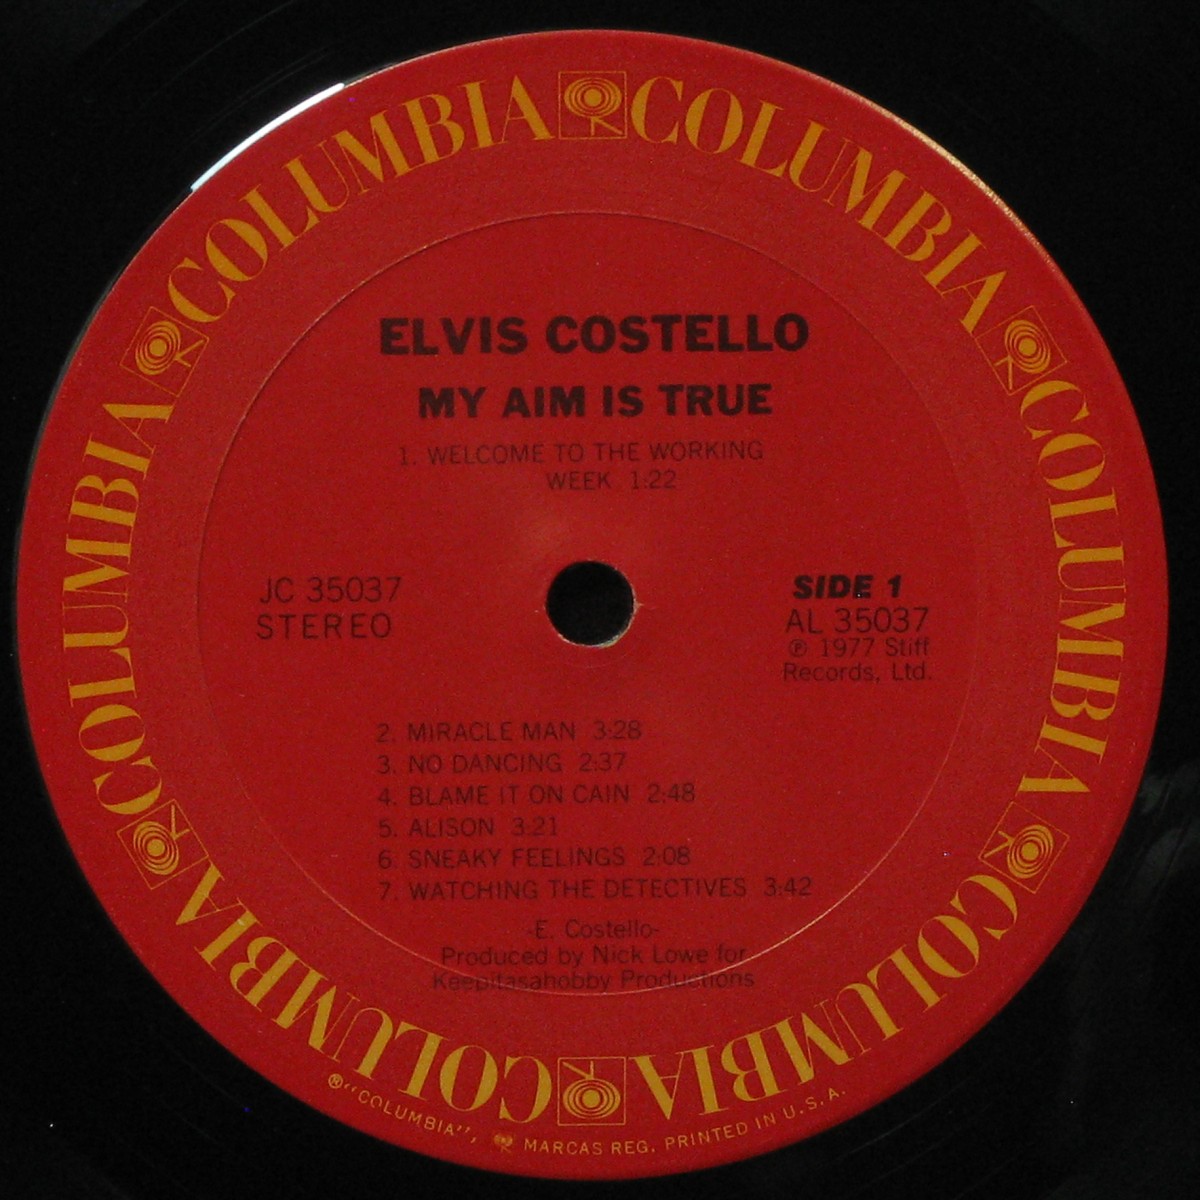 COLUMBIA COLUMBIA COLUMBIA COLUMBIA COLUMBIA COLUMBIA
ELVIS COSTELLO
MY AIM IS TRUE
1. WELCOME TO THE WORKING
WEEK 1:22
JC 35037
STEREO
SIDE 1
AL 35037
℗ 1977 Stiff
Records, Ltd.
2. MIRACLE MAN 3:28
3. NO DANCING 2:37
4. BLAME IT ON CAIN 2:48
5. ALISON 3:21
6. SNEAKY FEELINGS 2:08
7. WATCHING THE DETECTIVES 3:42
-E. Costello-
Produced by Nick Lowe for
Keepitasahobby Productions
®"COLUMBIA", MARCAS REG. PRINTED IN U.S.A.